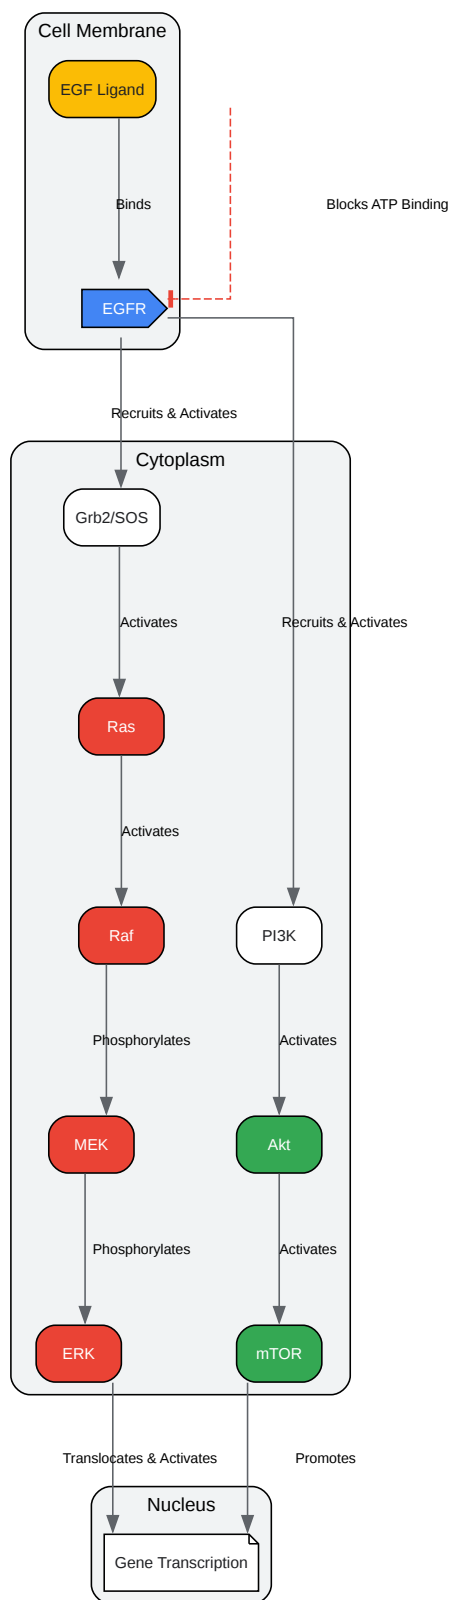 Cell Membrane
EGF Ligand
Binds
Blocks ATP Binding
EGFR
Recruits & Activates
Cytoplasm
Grb2/SOS
Activates
Recruits & Activates
Ras
Activates
Raf
PI3K
Phosphorylates
Activates
MEK
Akt
Phosphorylates
Activates
ERK
mTOR
Translocates & Activates
Promotes
Nucleus
Gene Transcription